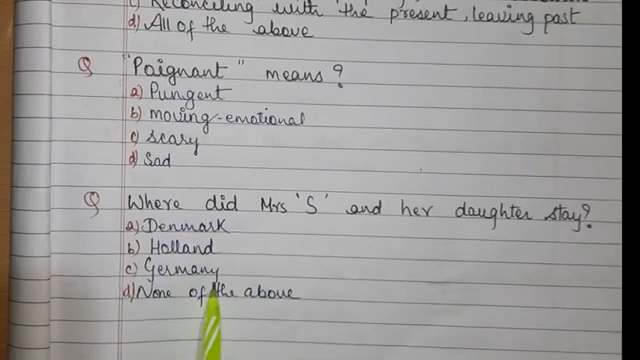 c) Reconciling with the present, leaving past
d) All of the above
Q "Poignant" means?
a) Pungent
b) moving-emotional
c) scary
d) Sad
Q Where did Mrs 'S' and her daughter stay?
a) Denmark
b) Holland
c) Germany
d) None of the above